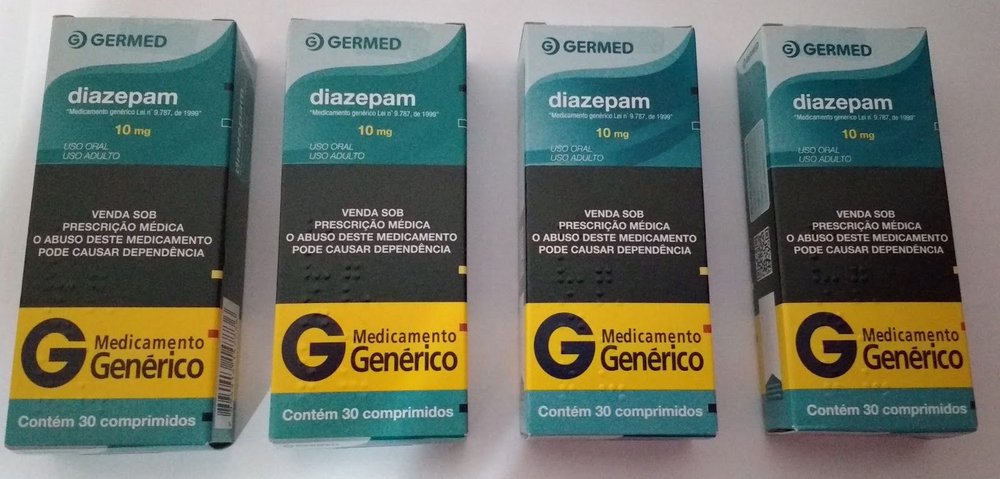 GERMED
diazepam
"Medicamento genérico Lei n° 9.787, de 1999"
10 mg
USO ORAL
USO ADULTO
VENDA SOB
PRESCRIÇÃO MÉDICA
O ABUSO DESTE MEDICAMENTO
PODE CAUSAR DEPENDÊNCIA
G Medicamento
Genérico
Contém 30 comprimidos
diazepam
GERMED
diazepam
"Medicamento genérico Lei n° 9.787, de 1999"
10 mg
USO ORAL
USO ADULTO
VENDA SOB
PRESCRIÇÃO MÉDICA
O ABUSO DESTE MEDICAMENTO
PODE CAUSAR DEPENDÊNCIA
G Medicamento
Genérico
Contém 30 comprimidos
GERMED
diazepam
"Medicamento genérico Lei n° 9.787, de 1999"
10 mg
USO ORAL
USO ADULTO
VENDA SOB
PRESCRIÇÃO MÉDICA
O ABUSO DESTE MEDICAMENTO
PODE CAUSAR DEPENDÊNCIA
G Medicamento
Genérico
Contém 30 comprimidos
GERMED
diazepam
"Medicamento genérico Lei n° 9.787, de 1999"
10 mg
USO ORAL
USO ADULTO
VENDA SOB
PRESCRIÇÃO MÉDICA
O ABUSO DESTE MEDICAMENTO
PODE CAUSAR DEPENDÊNCIA
G Medicamento
Genérico
Contém 30 comprimidos